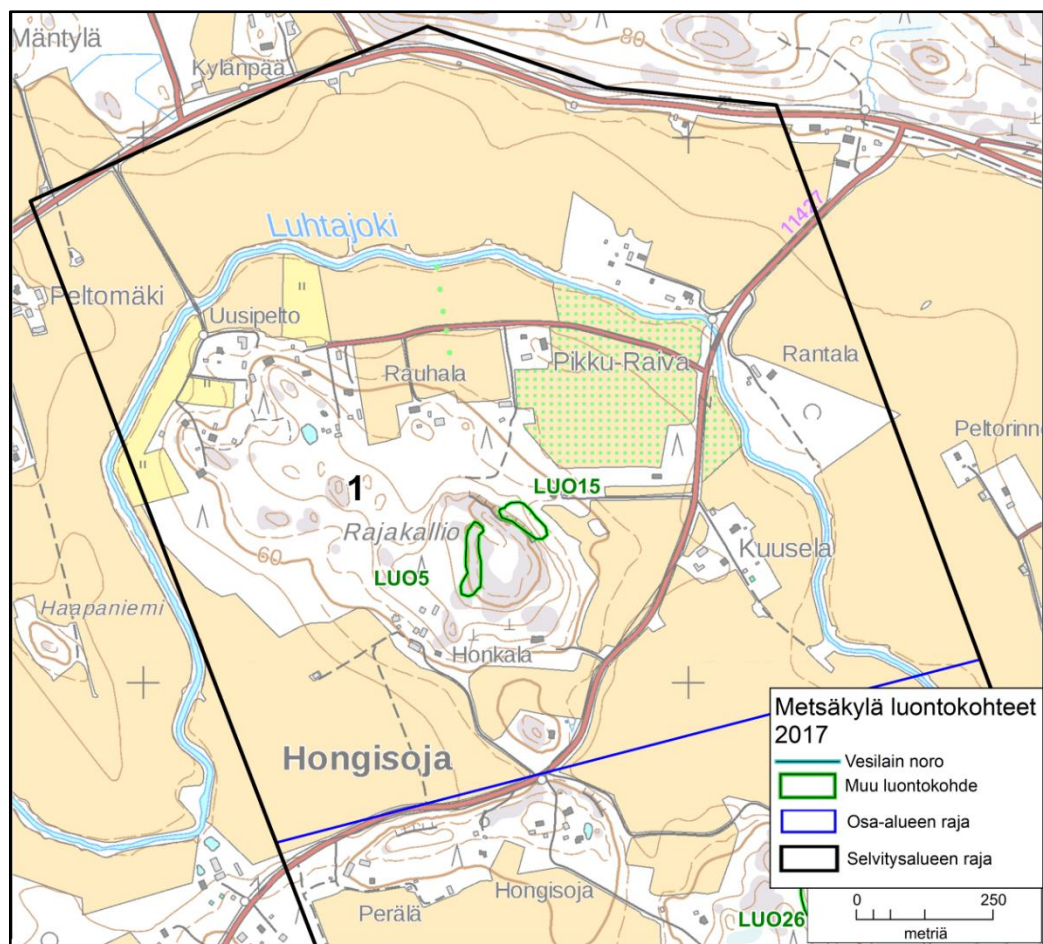 Mäntylä
80
Kylänpää
11427
Luhtajoki
Peltomäki
Uusipelto
Rauhala
Pikku-Raiva
Rantala
Peltorinne
LUO15
1
Rajakallio
60
LUO5
Kuusela
Haapaniemi
Honkala
Hongisoja
Metsäkylä luontokohteet
2017
Vesilain noro
Muu luontokohde
Osa-alueen raja
Selvitysalueen raja
Hongisoja
Perälä
LUO26
0 250
metriä